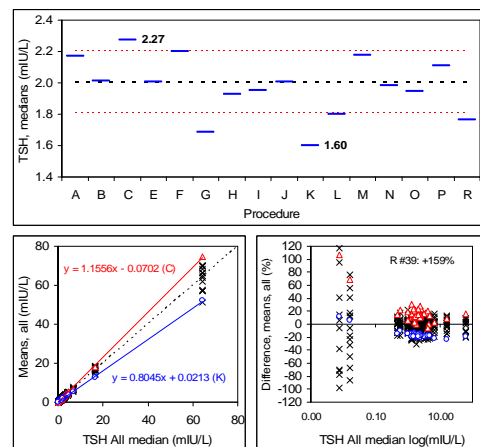 TSH, medians (mIU/L)
2.4
2.2
2.0
1.8
1.6
1.4
2.27
1.60
A B C E F G H I J K L M N O P R
Procedure
Means, all (mIU/L)
80
60
40
20
0
y = 1.1556x - 0.0702 (C)
y = 0.8045x + 0.0213 (K)
0 20 40 60 80
TSH All median (mIU/L)
Difference, means, all (%)
120
100
80
60
40
20
0
-20
-40
-60
-80
-100
R #39: +159%
0.00 0.10 10.00
TSH All median log(mIU/L)